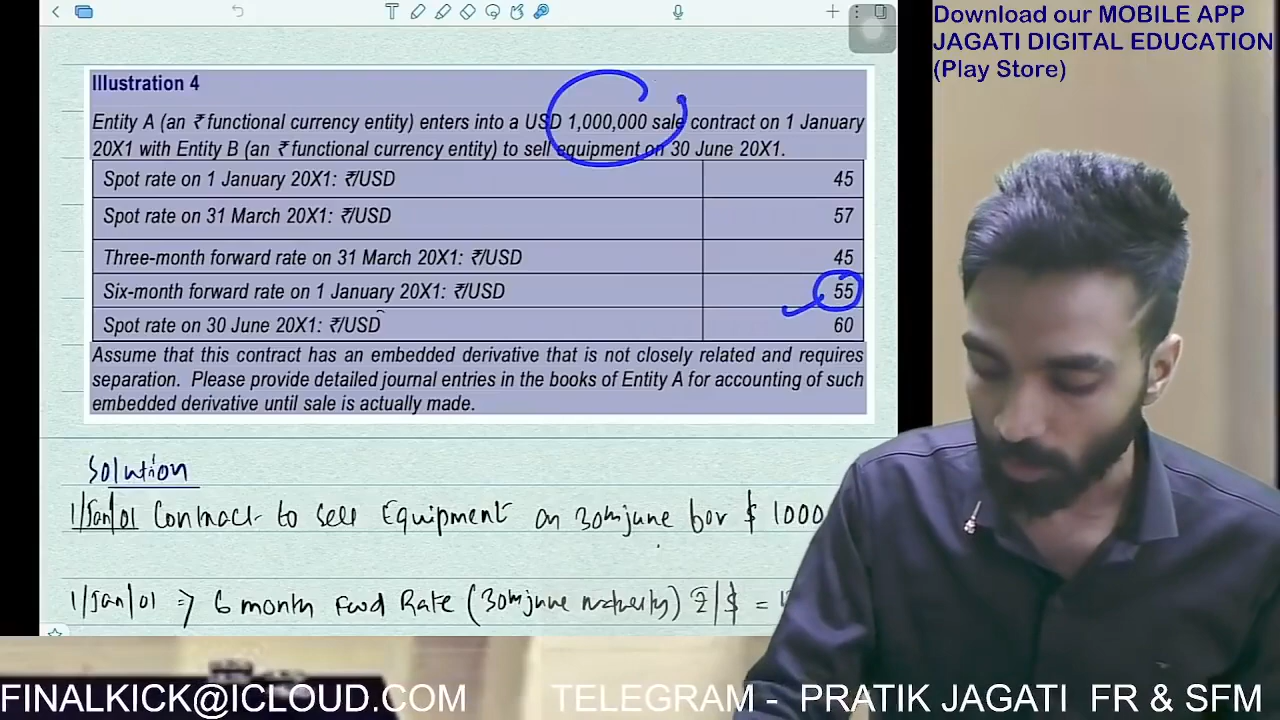 Download our MOBILE APP
JAGATI DIGITAL EDUCATION
(Play Store)
Illustration 4
Entity A (an ₹ functional currency entity) enters into a USD 1,000,000 sale contract on 1 January
20X1 with Entity B (an ₹ functional currency entity) to sell equipment on 30 June 20X1.
Spot rate on 1 January 20X1: ₹/USD 45
Spot rate on 31 March 20X1: ₹/USD 57
Three-month forward rate on 31 March 20X1: ₹/USD 45
Six-month forward rate on 1 January 20X1: ₹/USD 55
Spot rate on 30 June 20X1: ₹/USD 60
Assume that this contract has an embedded derivative that is not closely related and requires
separation. Please provide detailed journal entries in the books of Entity A for accounting of such
embedded derivative until sale is actually made.
Solution
1/Jan/01 Contract to sell Equipment on 30th june for $ 1000
1/Jan/01 ⇒ 6 month Fwd Rate (30th june maturity) ₹/$ =
FINALKICK@ICLOUD.COM TELEGRAM - PRATIK JAGATI FR & SFM